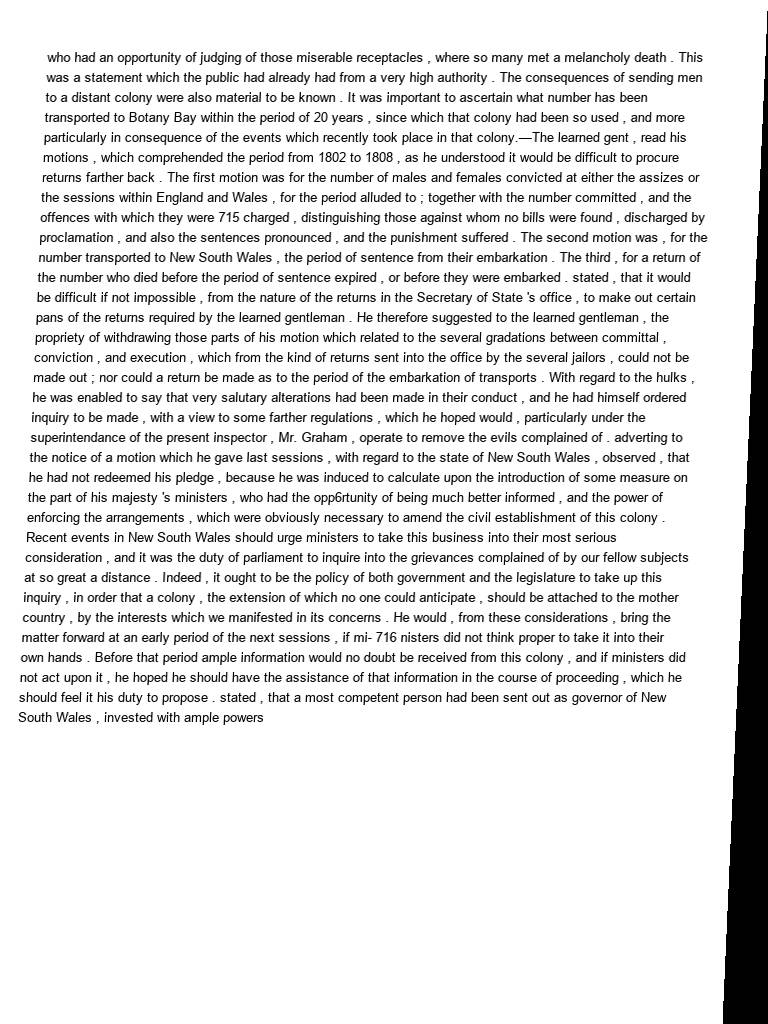 who had an opportunity of judging of those miserable receptacles , where so many met a melancholy death . This
was a statement which the public had already had from a very high authority . The consequences of sending men
to a distant colony were also material to be known . It was important to ascertain what number has been
transported to Botany Bay within the period of 20 years , since which that colony had been so used , and more
particularly in consequence of the events which recently took place in that colony.—The learned gent , read his
motions , which comprehended the period from 1802 to 1808 , as he understood it would be difficult to procure
returns farther back . The first motion was for the number of males and females convicted at either the assizes or
the sessions within England and Wales , for the period alluded to ; together with the number committed , and the
offences with which they were 715 charged , distinguishing those against whom no bills were found , discharged by
proclamation , and also the sentences pronounced , and the punishment suffered . The second motion was , for the
number transported to New South Wales , the period of sentence from their embarkation . The third , for a return of
the number who died before the period of sentence expired , or before they were embarked . stated , that it would
be difficult if not impossible , from the nature of the returns in the Secretary of State 's office , to make out certain
pans of the returns required by the learned gentleman . He therefore suggested to the learned gentleman , the
propriety of withdrawing those parts of his motion which related to the several gradations between committal ,
conviction , and execution , which from the kind of returns sent into the office by the several jailors , could not be
made out ; nor could a return be made as to the period of the embarkation of transports . With regard to the hulks ,
he was enabled to say that very salutary alterations had been made in their conduct , and he had himself ordered
inquiry to be made , with a view to some farther regulations , which he hoped would , particularly under the
superintendance of the present inspector , Mr. Graham , operate to remove the evils complained of . adverting to
the notice of a motion which he gave last sessions , with regard to the state of New South Wales , observed , that
he had not redeemed his pledge , because he was induced to calculate upon the introduction of some measure on
the part of his majesty 's ministers , who had the opp6rtunity of being much better informed , and the power of
enforcing the arrangements , which were obviously necessary to amend the civil establishment of this colony .
Recent events in New South Wales should urge ministers to take this business into their most serious
consideration , and it was the duty of parliament to inquire into the grievances complained of by our fellow subjects
at so great a distance . Indeed , it ought to be the policy of both government and the legislature to take up this
inquiry , in order that a colony , the extension of which no one could anticipate , should be attached to the mother
country , by the interests which we manifested in its concerns . He would , from these considerations , bring the
matter forward at an early period of the next sessions , if mi- 716 nisters did not think proper to take it into their
own hands . Before that period ample information would no doubt be received from this colony , and if ministers did
not act upon it , he hoped he should have the assistance of that information in the course of proceeding , which he
should feel it his duty to propose . stated , that a most competent person had been sent out as governor of New
South Wales , invested with ample powers